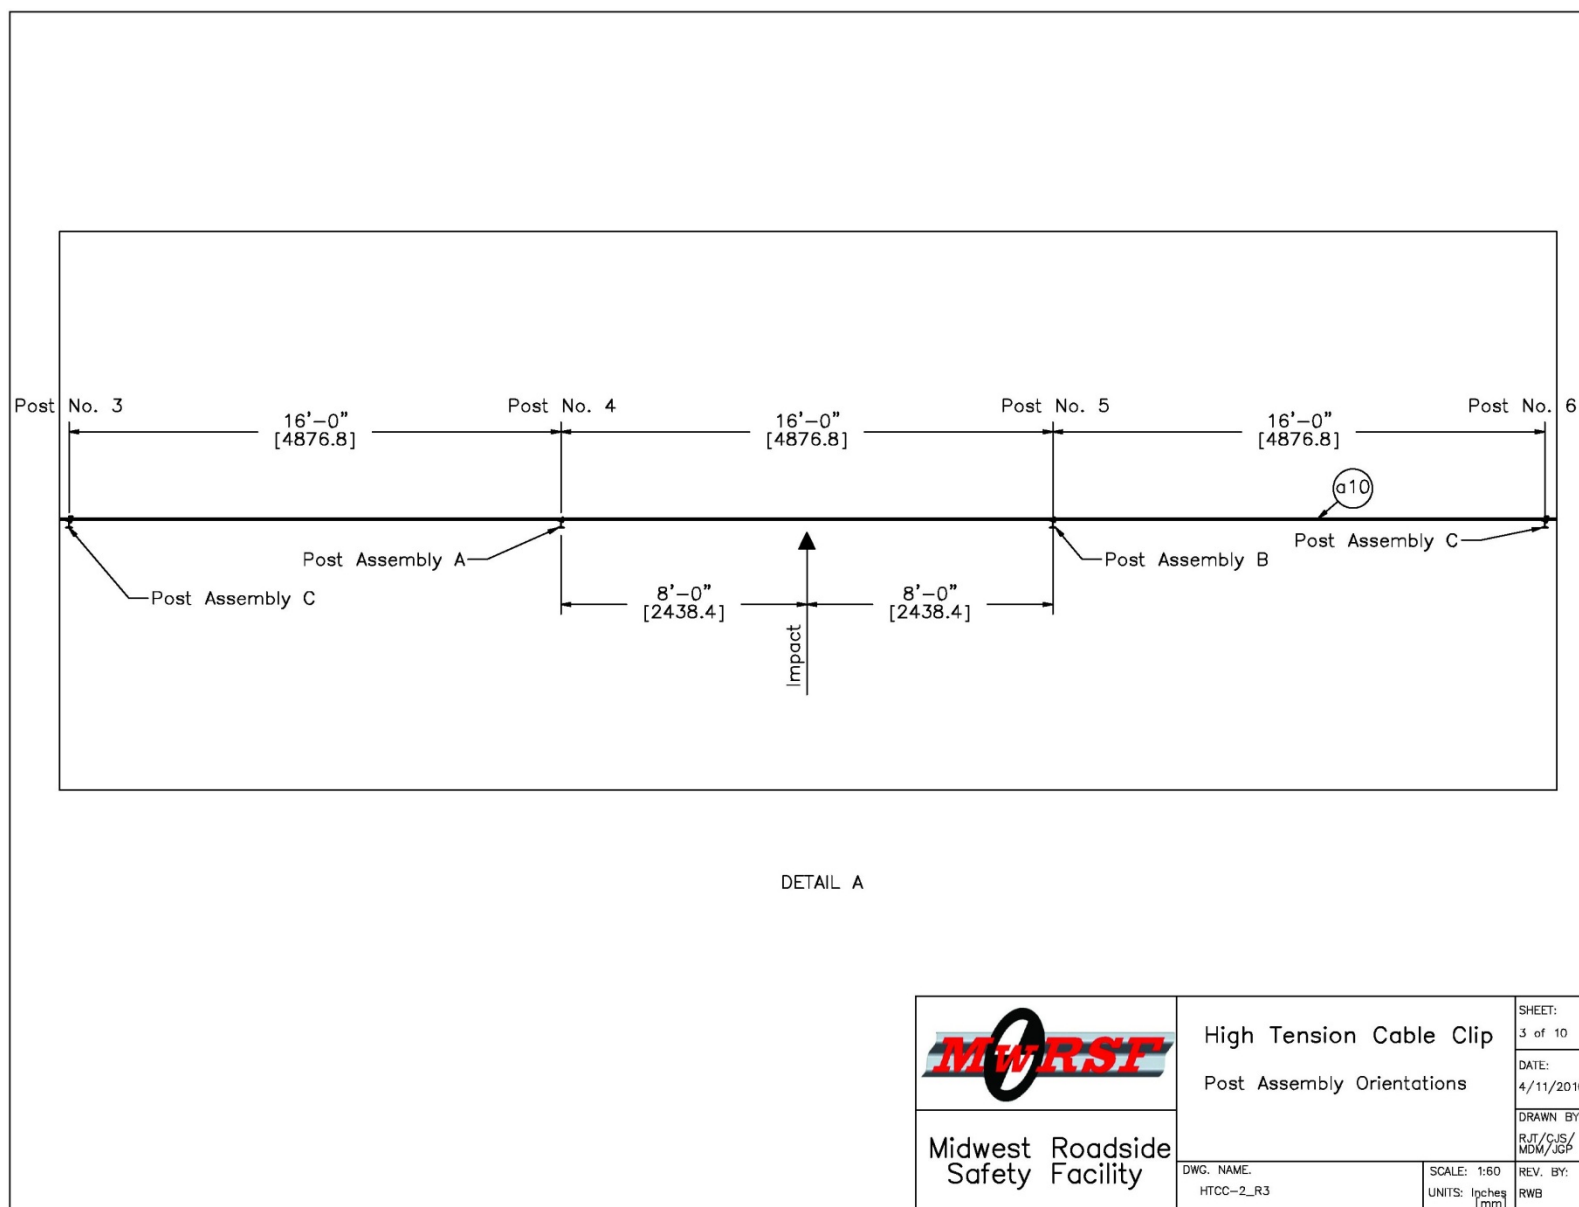 Post No. 3
Post No. 4
Post No. 5
Post No. 6
16'-0"
[4876.8]
16'-0"
[4876.8]
16'-0"
[4876.8]
a10
Post Assembly A
Post Assembly B
Post Assembly C
Post Assembly C
8'-0"
[2438.4]
8'-0"
[2438.4]
Impact
DETAIL A
MwRSF
Midwest Roadside
Safety Facility
High Tension Cable Clip
Post Assembly Orientations
SHEET:
3 of 10
DATE:
DRAWN BY
RJT/CJS/
MDM/JGP
DWG. NAME.
HTCC-2_R3
SCALE: 1:60
UNITS: Inches
[mm]
REV. BY:
RWB